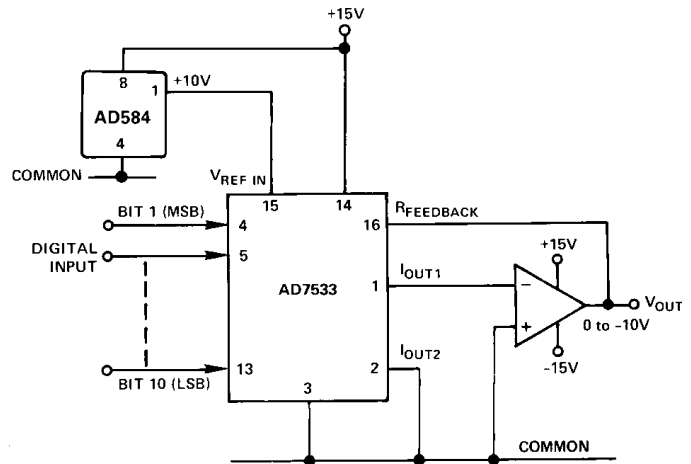 +15V
8
1
+10V
AD584
4
COMMON
V_REF IN
15
14
BIT 1 (MSB)
4
16
R_FEEDBACK
DIGITAL
INPUT
5
+15V
AD7533
1
I_OUT1
−
V_OUT
+
0 to −10V
I_OUT2
−15V
BIT 10 (LSB)
13
2
3
COMMON